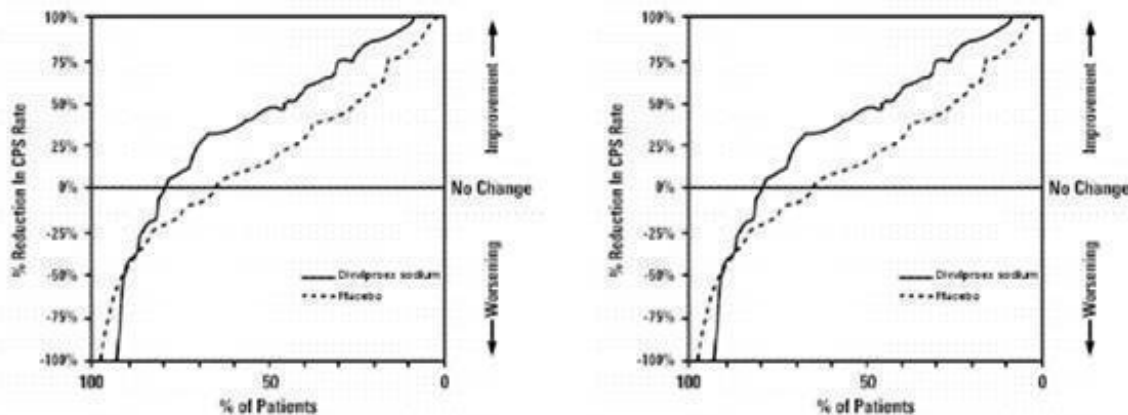 100%
75%
50%
25%
0%
-25%
-50%
-75%
-100%
% Reduction In CPS Rate
Improvement
No Change
Worsening
Divalproex sodium
Placebo
100
50
0
% of Patients
100%
75%
50%
25%
0%
-25%
-50%
-75%
-100%
% Reduction In CPS Rate
Improvement
No Change
Worsening
Divalproex sodium
Placebo
100
50
0
% of Patients